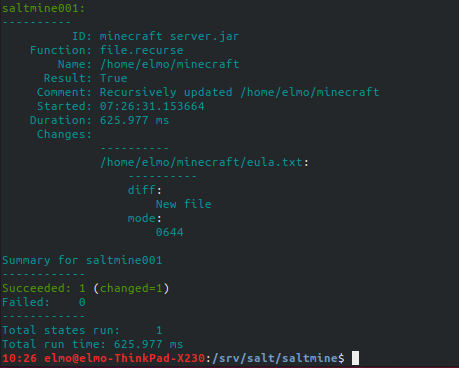 saltmine001:
----------
ID: minecraft server.jar
Function: file.recurse
Name: /home/elmo/minecraft
Result: True
Comment: Recursively updated /home/elmo/minecraft
Started: 07:26:31.153664
Duration: 625.977 ms
Changes:
----------
/home/elmo/minecraft/eula.txt:
----------
diff:
New file
mode:
0644
Summary for saltmine001
------------
Succeeded: 1 (changed=1)
Failed: 0
------------
Total states run: 1
Total run time: 625.977 ms
10:26 elmo@elmo-ThinkPad-X230:/srv/salt/saltmine$